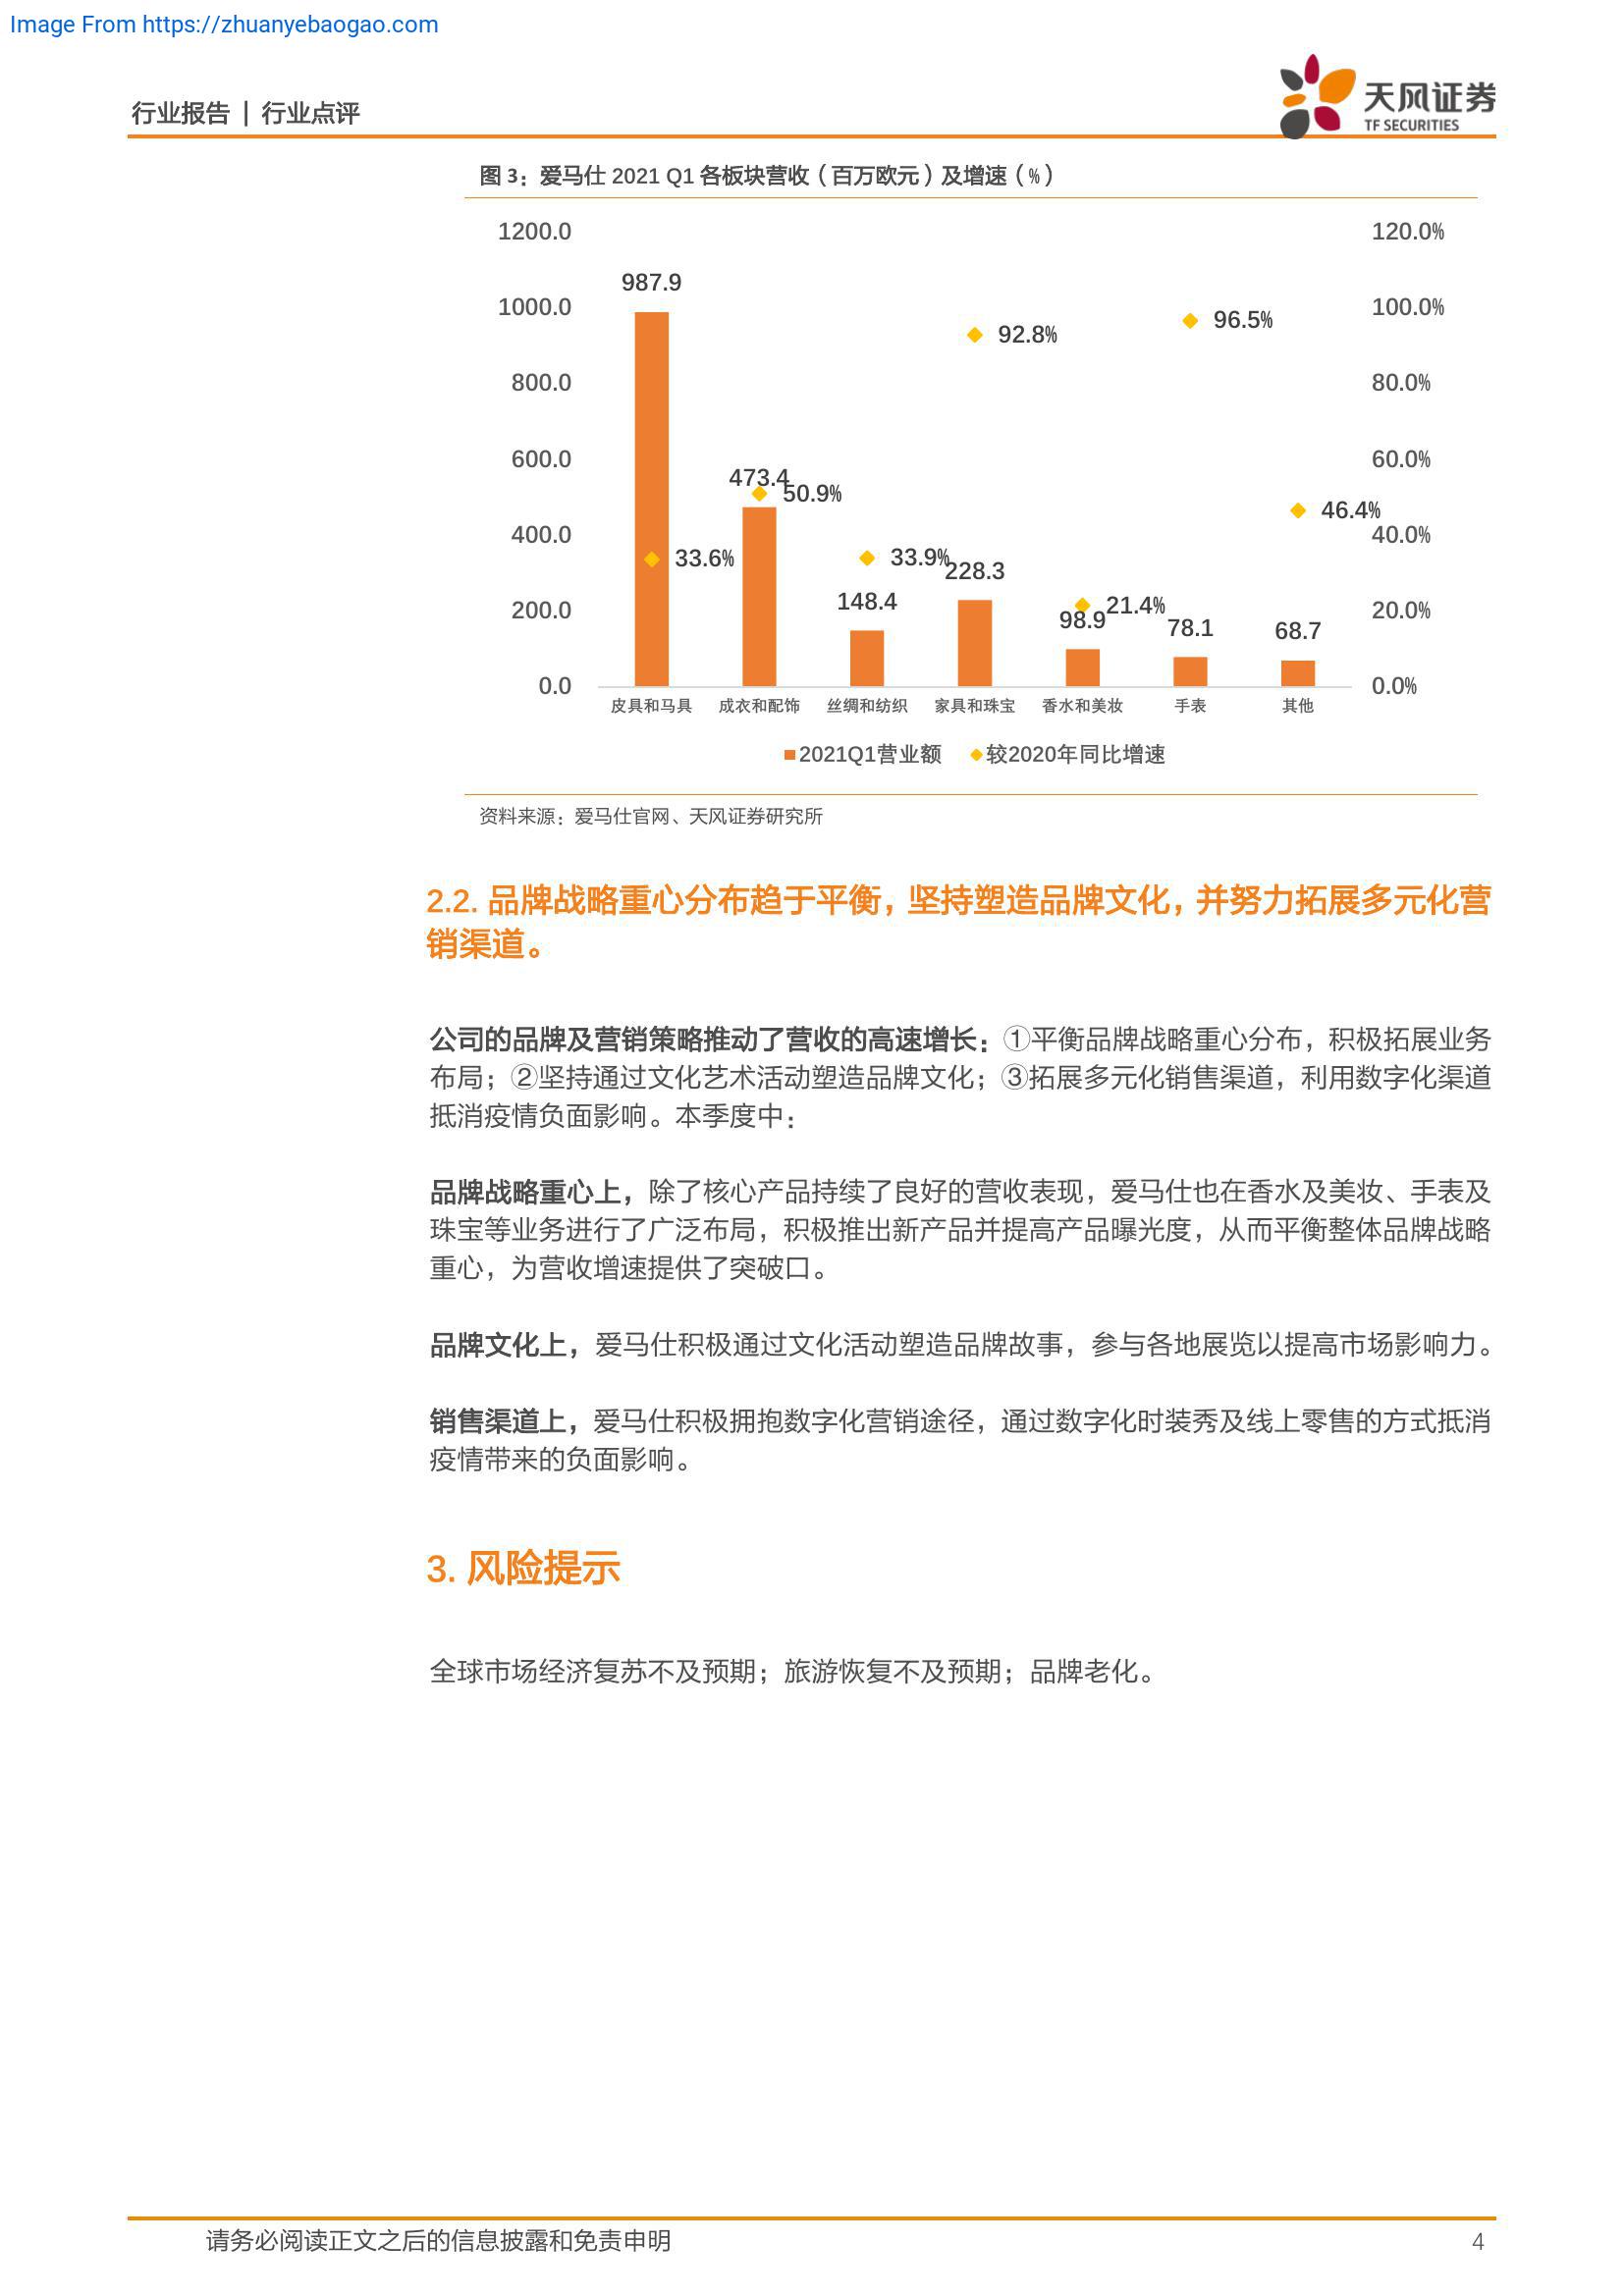 Image From https://zhuanyebaogao.com
行业报告 | 行业点评
天风证券
TF SECURITIES
图 3：爱马仕 2021 Q1 各板块营收（百万欧元）及增速（%）
1200.0 120.0%
987.9
1000.0 100.0%
92.8% 96.5%
800.0 80.0%
600.0 60.0%
473.4 50.9%
46.4%
400.0 40.0%
33.6% 33.9% 228.3
148.4
200.0 20.0%
98.9 21.4% 78.1 68.7
0.0 0.0%
皮具和马具 成衣和配饰 丝绸和纺织 家具和珠宝 香水和美妆 手表 其他
2021Q1营业额 较2020年同比增速
资料来源：爱马仕官网、天风证券研究所
2.2. 品牌战略重心分布趋于平衡，坚持塑造品牌文化，并努力拓展多元化营
销渠道。
公司的品牌及营销策略推动了营收的高速增长：①平衡品牌战略重心分布，积极拓展业务
布局；②坚持通过文化艺术活动塑造品牌文化；③拓展多元化销售渠道，利用数字化渠道
抵消疫情负面影响。本季度中：
品牌战略重心上，除了核心产品持续了良好的营收表现，爱马仕也在香水及美妆、手表及
珠宝等业务进行了广泛布局，积极推出新产品并提高产品曝光度，从而平衡整体品牌战略
重心，为营收增速提供了突破口。
品牌文化上，爱马仕积极通过文化活动塑造品牌故事，参与各地展览以提高市场影响力。
销售渠道上，爱马仕积极拥抱数字化营销途径，通过数字化时装秀及线上零售的方式抵消
疫情带来的负面影响。
3. 风险提示
全球市场经济复苏不及预期；旅游恢复不及预期；品牌老化。
请务必阅读正文之后的信息披露和免责申明 4